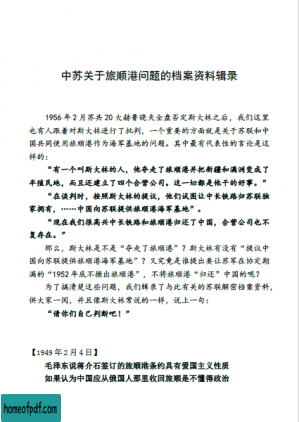 中苏关于旅顺港问题的档案资料辑录
1956年2月苏共20大赫鲁晓夫全盘否定斯大林之后，我们这里
也有人跟着对斯大林进行了批判，一个重要的方面就是关于苏联和中
国共同使用旅顺港作为海军基地的问题。其中最有代表性的言论是这
样的：
“有一个叫斯大林的人，他夺走了旅顺港并把新疆和满洲变成了
半殖民地，而且还建立了四个合营公司。这一切都是他干的好事。”
“在谈判时，按照斯大林的提议，他们试图让中长铁路归苏联独
家拥有，……中国向苏联提供旅顺港海军基地”。
“现在我们很高兴中长铁路和旅顺港归还了中国，合营公司也不
复存在。”
那么，斯大林是不是“夺走了旅顺港”？斯大林有没有“提议中
国向苏联提供旅顺港海军基地”？又究竟是谁提出要让苏军在协定期
满的“1952年底不撤出旅顺港”，不将旅顺港“归还”中国的呢？
为了搞清楚这些问题，我们辑录了与此有关的苏联解密档案资料，
供大家一阅，并且像斯大林常说的一样，说上一句：
“请你们自己判断吧！”
【1949年2月4日】
毛泽东说蒋介石签订的旅顺港条约具有爱国主义性质
如果认为中国应从俄国人那里收回旅顺是不懂得政治
homeofpdf.com